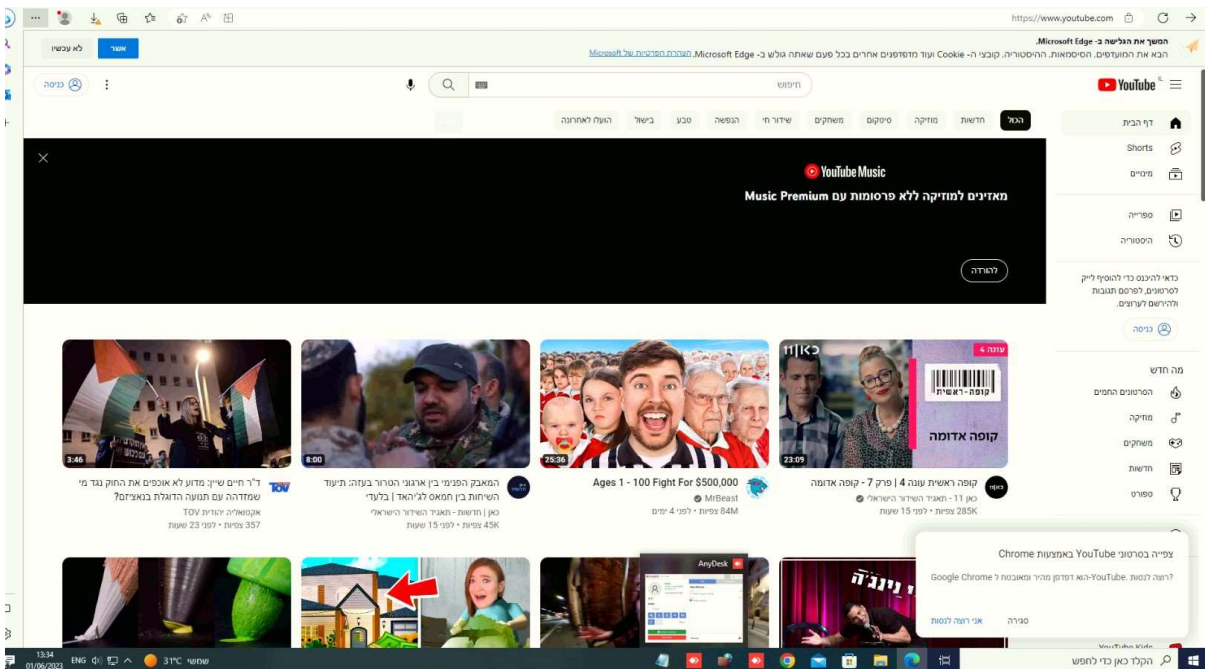 https://www.youtube.com
המשך את הגלישה ב- Microsoft Edge.
הבא את המועדפים, הסיסמאות, ההיסטוריה, קובצי ה- Cookie ועוד מדפדפנים אחרים בכל פעם שאתה גולש ב- Microsoft Edge. הצהרת הפרטיות של Microsoft
אשר
לא עכשיו
YouTube IL
חיפוש
כניסה
הכול
חדשות
מוזיקה
סיטקום
משחקים
שידור חי
הנפשה
טבע
בישול
הועלו לאחרונה
דף הבית
Shorts
מינויים
ספרייה
היסטוריה
כדאי להיכנס כדי להוסיף לייק
לסרטונים, לפרסם תגובות
ולהירשם לערוצים.
כניסה
מה חדש
הסרטונים החמים
מוזיקה
משחקים
חדשות
ספורט
YouTube Kids
YouTube Music
מאזינים למוזיקה ללא פרסומות עם Music Premium
להורדה
כאן 11
עונה 4
קופה-ראשית
קופה אדומה
23:09
קופה ראשית עונה 4 | פרק 7 - קופה אדומה
כאן 11 - תאגיד השידור הישראלי
285K צפיות • לפני 15 שעות
25:36
Ages 1 - 100 Fight For $500,000
MrBeast
84M צפיות • לפני 4 ימים
8:00
המאבק הפנימי בין ארגוני הטרור בעזה: תיעוד
השיחות בין חמאס לג'יהאד | בלעדי
כאן | חדשות - תאגיד השידור הישראלי
45K צפיות • לפני 15 שעות
3:46
TOV
ד"ר חיים שיין: מדוע לא אוכפים את החוק נגד מי
שמזדהה עם תנועה הדוגלת בנאציזם?
אקטואליה יהודית TOV
357 צפיות • לפני 23 שעות
צפייה בסרטוני YouTube באמצעות Chrome
רוצה לנסות? Google Chrome הוא דפדפן מהיר ומאובטח ל-YouTube.
סגירה
אני רוצה לנסות
AnyDesk
הקלד כאן כדי לחפש
31°C שמשי
ENG
13:34
01/06/2023